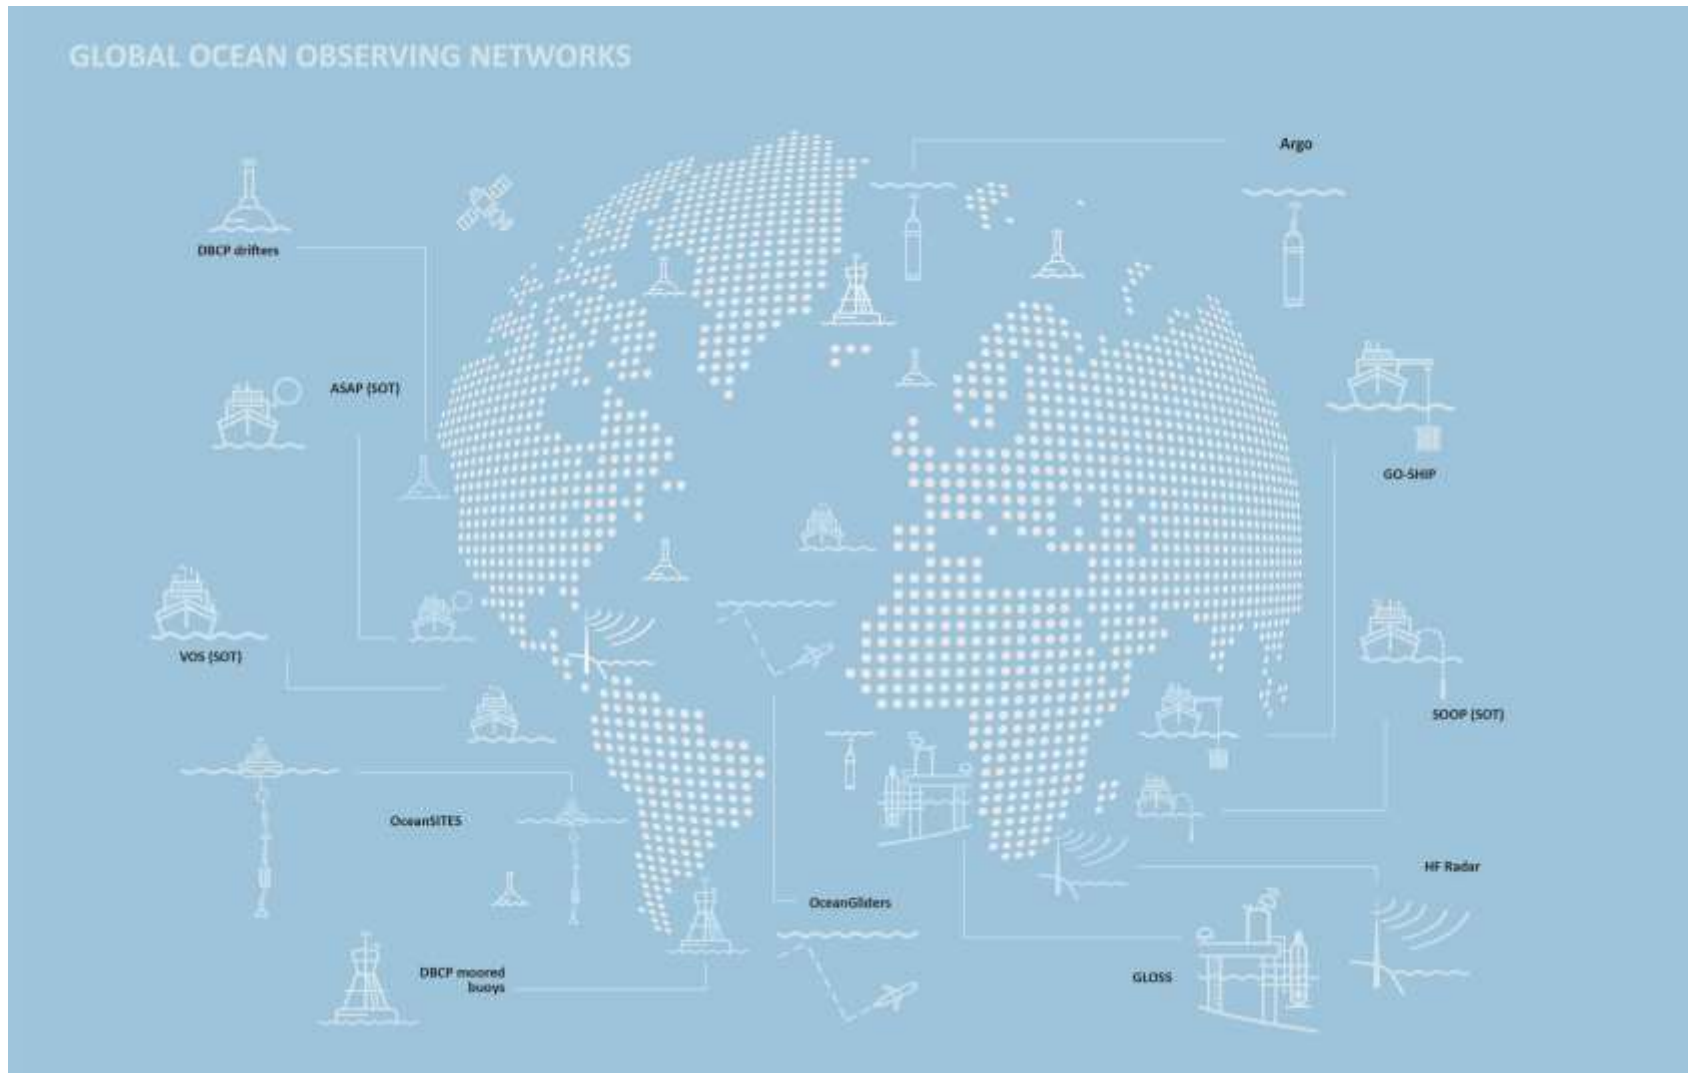 GLOBAL OCEAN OBSERVING NETWORKS
Argo
DBCP drifters
ASAP (SOT)
GO-SHIP
VOS (SOT)
SOOP (SOT)
OceanSITES
HF Radar
OceanGliders
DBCP moored
buoys
GLOSS